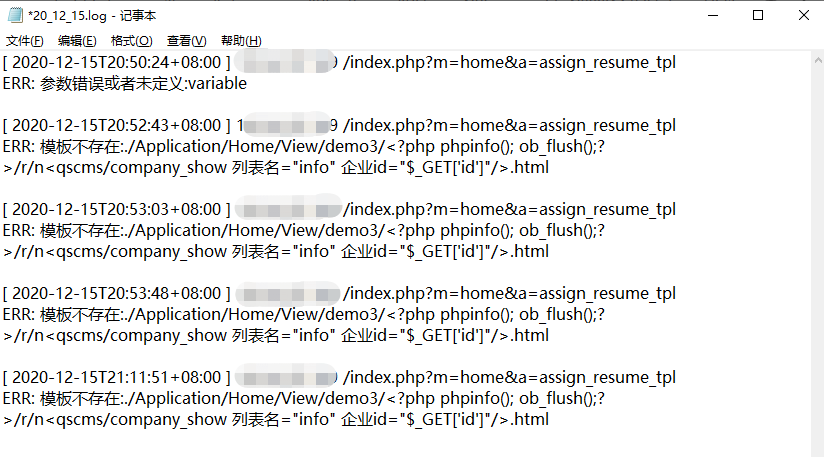 *20_12_15.log - 记事本
文件(F) 编辑(E) 格式(O) 查看(V) 帮助(H)
[ 2020-12-15T20:50:24+08:00 ] /index.php?m=home&a=assign_resume_tpl
ERR: 参数错误或者未定义:variable
[ 2020-12-15T20:52:43+08:00 ] 1 9 /index.php?m=home&a=assign_resume_tpl
ERR: 模板不存在:./Application/Home/View/demo3/<?php phpinfo(); ob_flush();?
>/r/n<qscms/company_show 列表名="info" 企业id="$_GET['id']"/>.html
[ 2020-12-15T20:53:03+08:00 ] /index.php?m=home&a=assign_resume_tpl
ERR: 模板不存在:./Application/Home/View/demo3/<?php phpinfo(); ob_flush();?
>/r/n<qscms/company_show 列表名="info" 企业id="$_GET['id']"/>.html
[ 2020-12-15T20:53:48+08:00 ] /index.php?m=home&a=assign_resume_tpl
ERR: 模板不存在:./Application/Home/View/demo3/<?php phpinfo(); ob_flush();?
>/r/n<qscms/company_show 列表名="info" 企业id="$_GET['id']"/>.html
[ 2020-12-15T21:11:51+08:00 ] /index.php?m=home&a=assign_resume_tpl
ERR: 模板不存在:./Application/Home/View/demo3/<?php phpinfo(); ob_flush();?
>/r/n<qscms/company_show 列表名="info" 企业id="$_GET['id']"/>.html